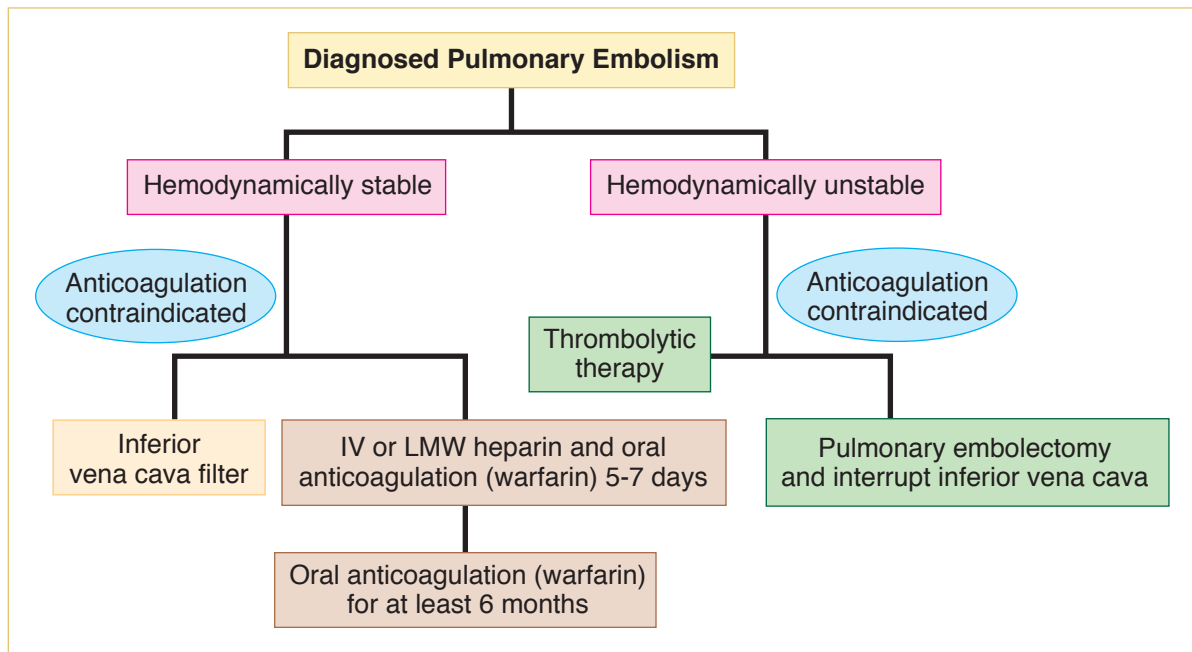 Diagnosed Pulmonary Embolism
Hemodynamically stable
Hemodynamically unstable
Anticoagulation
contraindicated
Anticoagulation
contraindicated
Thrombolytic
therapy
Inferior
vena cava filter
IV or LMW heparin and oral
anticoagulation (warfarin) 5-7 days
Pulmonary embolectomy
and interrupt inferior vena cava
Oral anticoagulation (warfarin)
for at least 6 months